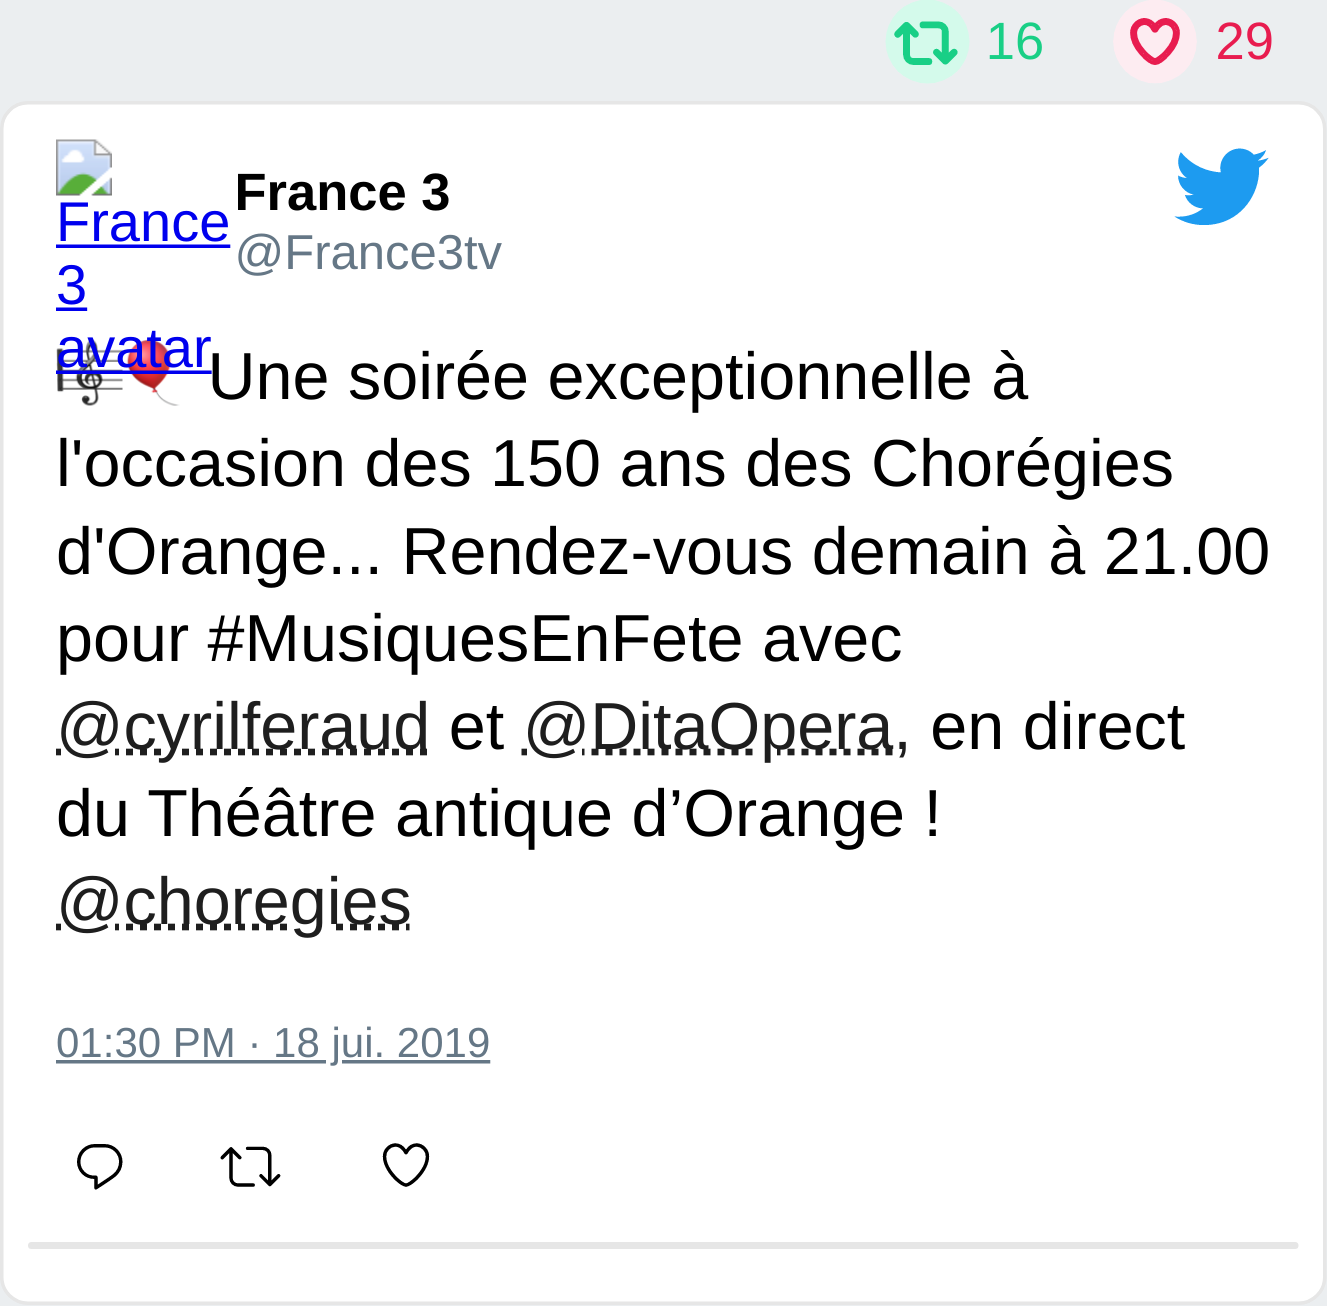 16 29
France 3 avatar
France 3
@France3tv
🎼🎈 Une soirée exceptionnelle à
l'occasion des 150 ans des Chorégies
d'Orange... Rendez-vous demain à 21.00
pour #MusiquesEnFete avec
@cyrilferaud et @DitaOpera, en direct
du Théâtre antique d’Orange !
@choregies
01:30 PM · 18 jui. 2019